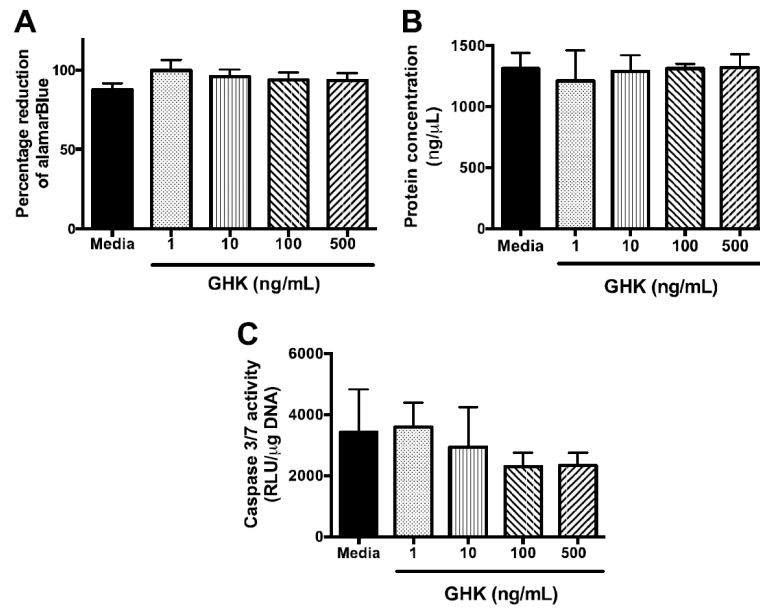 A
Percentage reduction
of alamarBlue
100
50
0
Media 1 10 100 500
GHK (ng/mL)
B
Protein concentration
(ng/μL)
1500
1000
500
0
Media 1 10 100 500
GHK (ng/mL)
C
Caspase 3/7 activity
(RLU/μg DNA)
6000
4000
2000
0
Media 1 10 100 500
GHK (ng/mL)